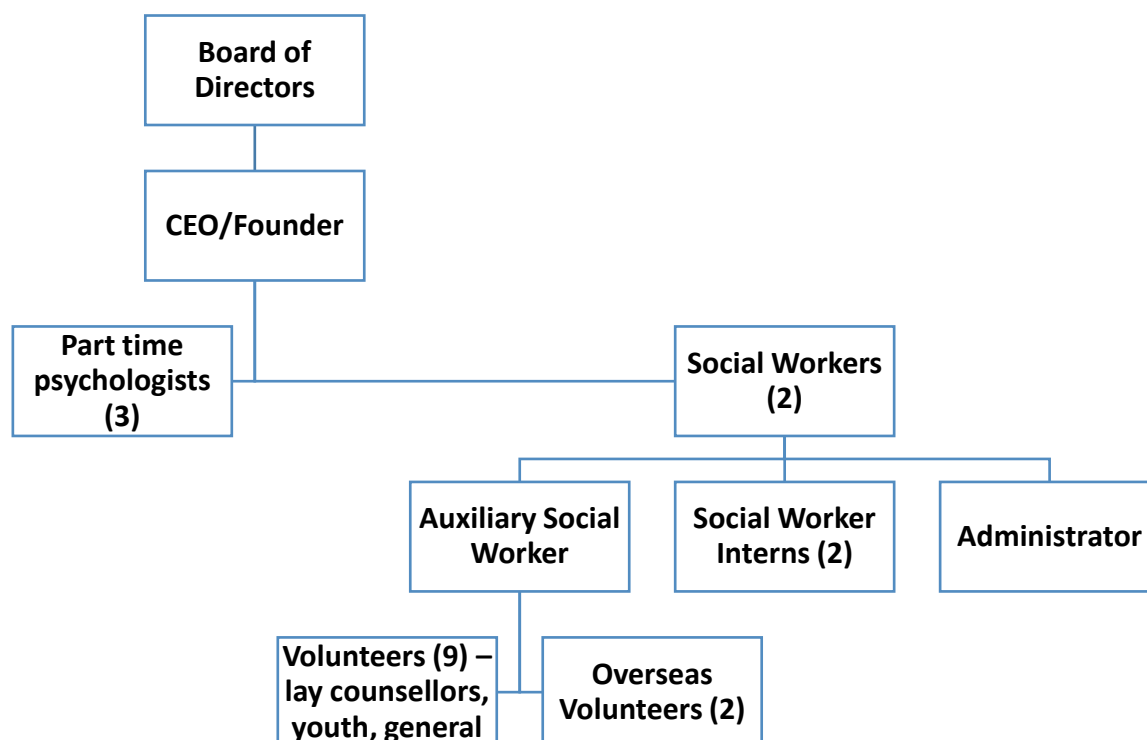 Board of
Directors
CEO/Founder
Part time
psychologists
(3)
Social Workers
(2)
Auxiliary Social
Worker
Social Worker
Interns (2)
Administrator
Volunteers (9) –
lay counsellors,
youth, general
Overseas
Volunteers (2)